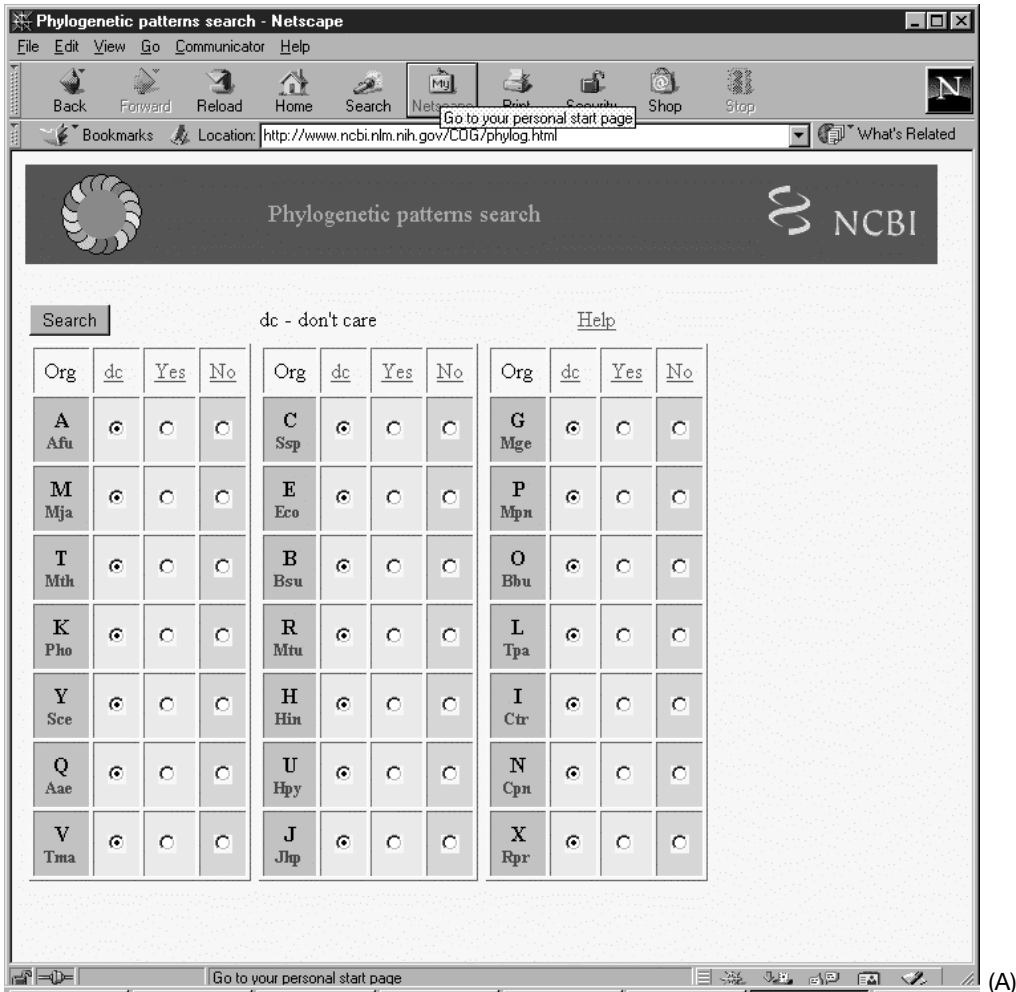 Phylogenetic patterns search - Netscape
File Edit View Go Communicator Help
Back Forward Reload Home Search Netscape Print Security Shop Stop
Go to your personal start page
Bookmarks Location: http://www.ncbi.nlm.nih.gov/COG/phylog.html What's Related
Phylogenetic patterns search NCBI
Search dc - don't care Help
Org dc Yes No Org dc Yes No Org dc Yes No
A C G
Afu Ssp Mge
M E P
Mja Eco Mpn
T B O
Mth Bsu Bbu
K R L
Pho Mtu Tpa
Y H I
Sce Hin Ctr
Q U N
Aae Hpy Cpn
V J X
Tma Jhp Rpr
Go to your personal start page
(A)